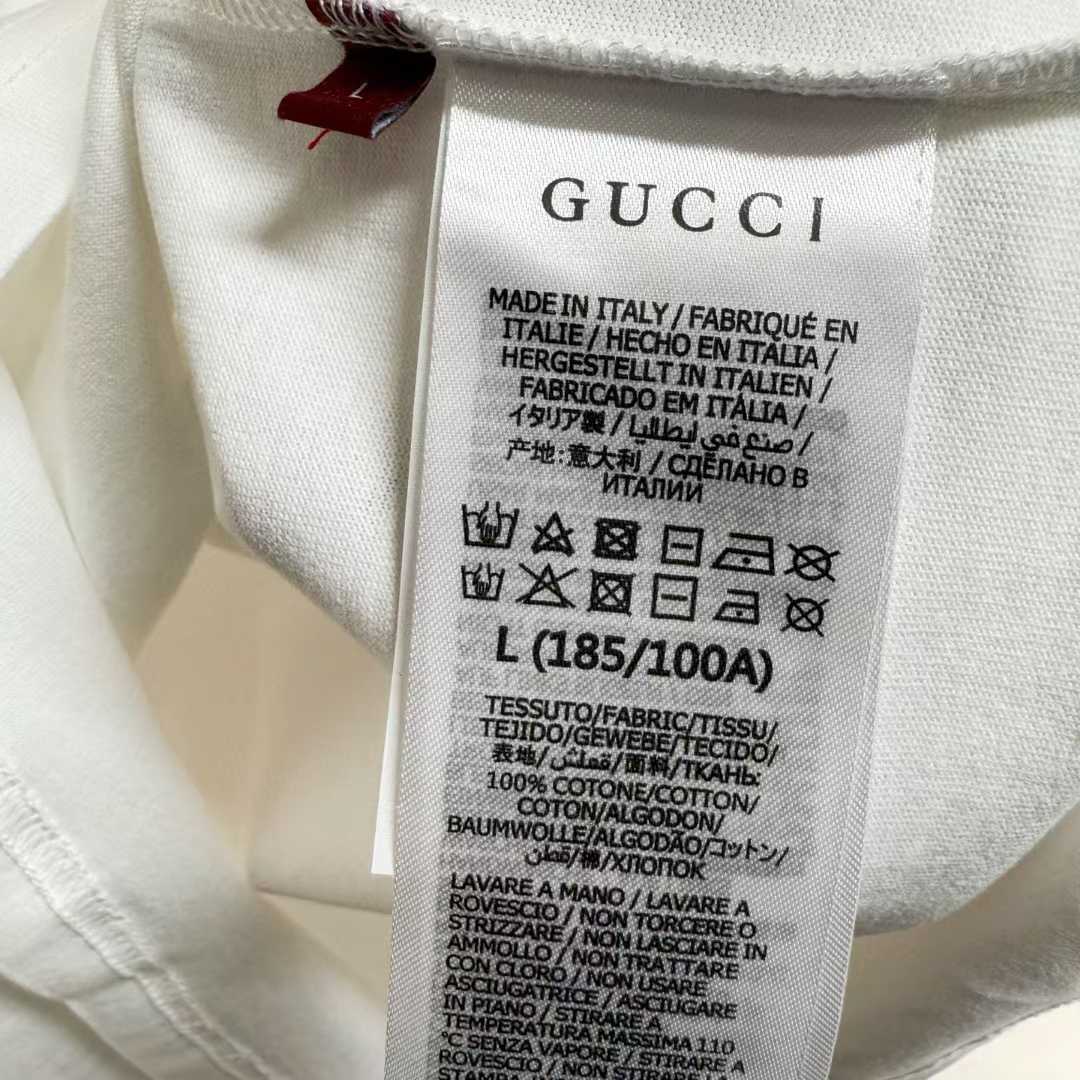 L
GUCCI
MADE IN ITALY / FABRIQUÉ EN
ITALIE / HECHO EN ITALIA /
HERGESTELLT IN ITALIEN /
FABRICADO EM ITÁLIA /
イタリア製 / صنع في إيطاليا /
产地:意大利 / СДЕЛАНО В
ИТАЛИИ
L (185/100A)
TESSUTO/FABRIC/TISSU/
TEJIDO/GEWEBE/TECIDO/
表地/قماش/面料/ТКАНЬ:
100% COTONE/COTTON/
COTON/ALGODON/
BAUMWOLLE/ALGODÃO/コットン/
قطن/棉/ХЛОПОК
LAVARE A MANO / LAVARE A
ROVESCIO / NON TORCERE O
STRIZZARE / NON LASCIARE IN
AMMOLLO / NON TRATTARE
CON CLORO / NON USARE
ASCIUGATRICE / ASCIUGARE
IN PIANO / STIRARE A
TEMPERATURA MASSIMA 110
°C SENZA VAPORE / STIRARE A
ROVESCIO / NON STIRARE LA